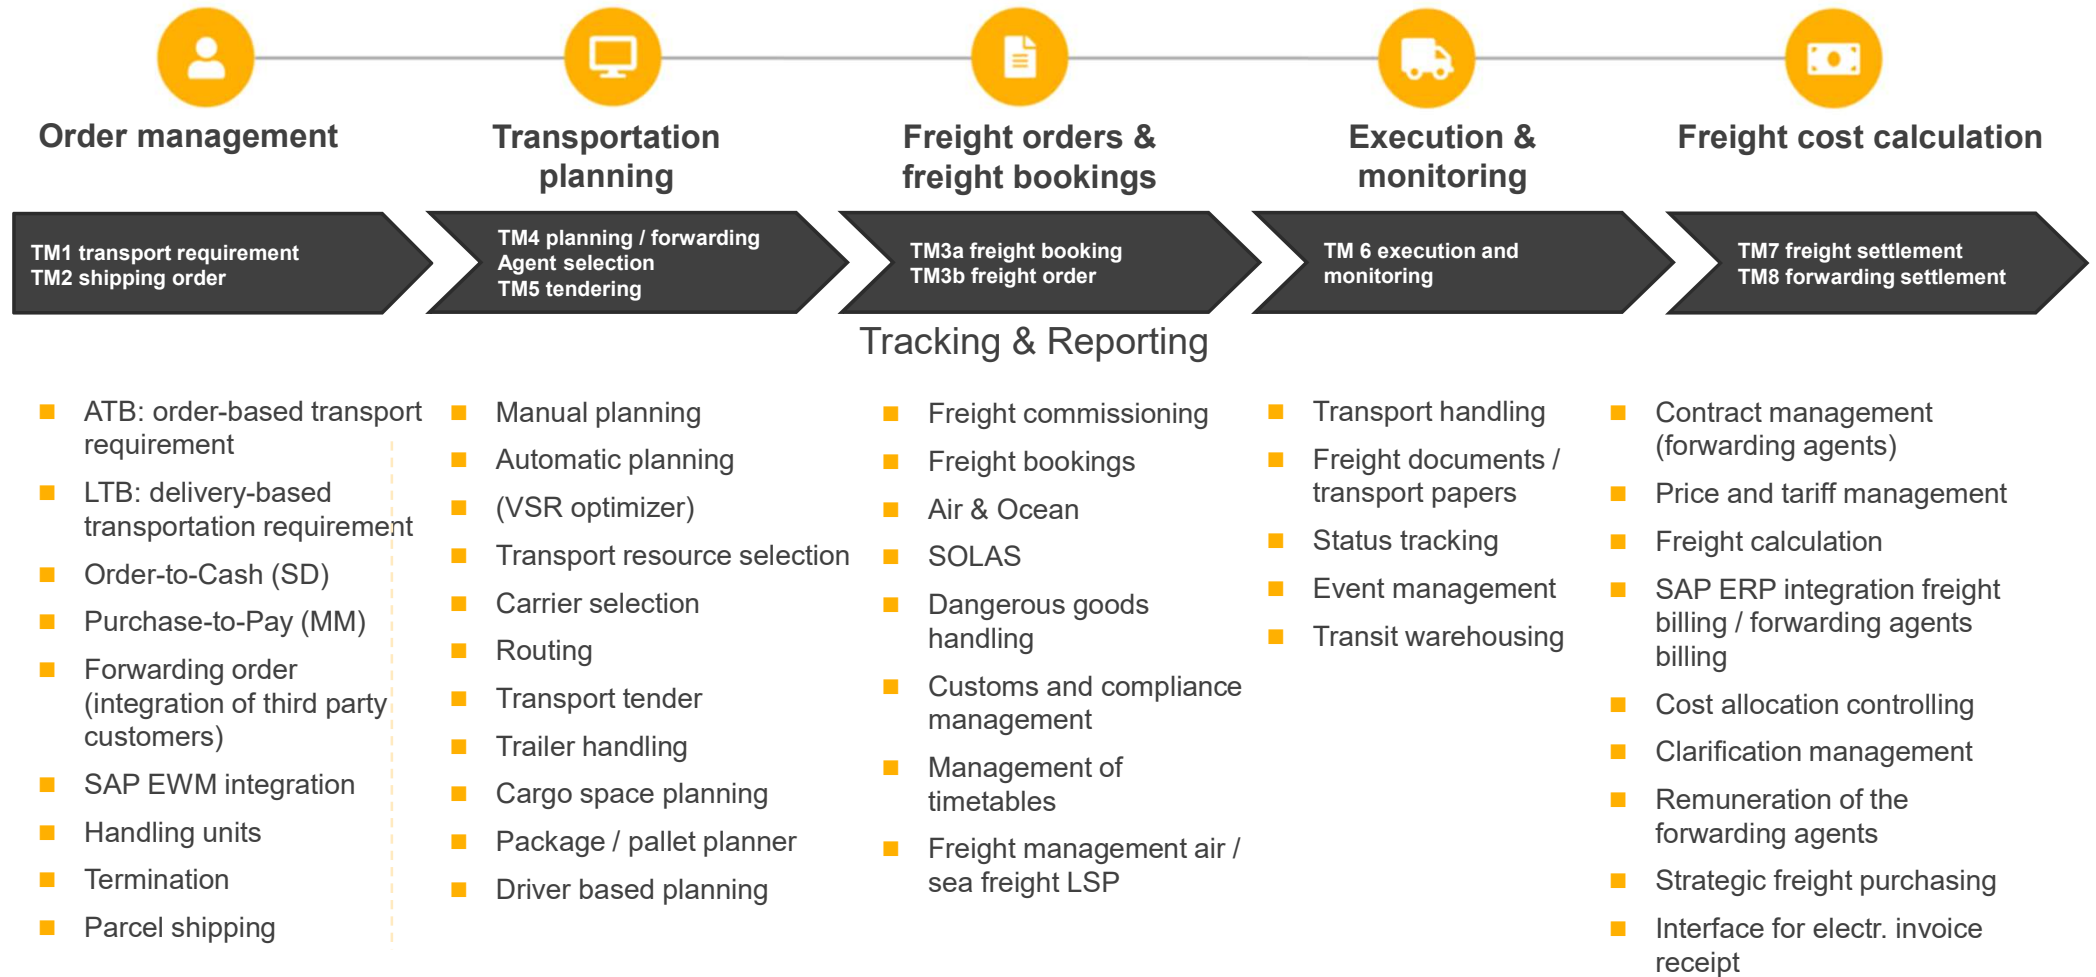 Order management
Transportation
planning
Freight orders &
freight bookings
Execution &
monitoring
Freight cost calculation
TM1 transport requirement
TM2 shipping order
TM4 planning / forwarding
Agent selection
TM5 tendering
TM3a freight booking
TM3b freight order
TM 6 execution and
monitoring
TM7 freight settlement
TM8 forwarding settlement
Tracking & Reporting
ATB: order-based transport
requirement
LTB: delivery-based
transportation requirement
Order-to-Cash (SD)
Purchase-to-Pay (MM)
Forwarding order
(integration of third party
customers)
SAP EWM integration
Handling units
Termination
Parcel shipping
Manual planning
Automatic planning
(VSR optimizer)
Transport resource selection
Carrier selection
Routing
Transport tender
Trailer handling
Cargo space planning
Package / pallet planner
Driver based planning
Freight commissioning
Freight bookings
Air & Ocean
SOLAS
Dangerous goods
handling
Customs and compliance
management
Management of
timetables
Freight management air /
sea freight LSP
Transport handling
Freight documents /
transport papers
Status tracking
Event management
Transit warehousing
Contract management
(forwarding agents)
Price and tariff management
Freight calculation
SAP ERP integration freight
billing / forwarding agents
billing
Cost allocation controlling
Clarification management
Remuneration of the
forwarding agents
Strategic freight purchasing
Interface for electr. invoice
receipt